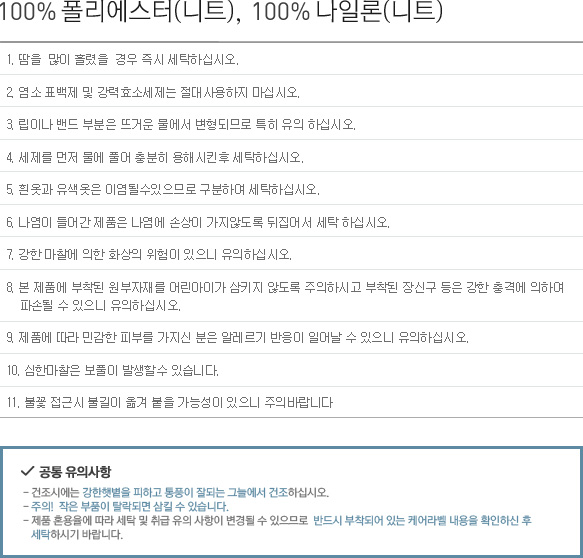 100% 폴리에스터(니트), 100% 나일론(니트)
1. 땀을 많이 흘렸을 경우 즉시 세탁하십시오.
2. 염소 표백제 및 강력효소세제는 절대사용하지 마십시오.
3. 립이나 밴드 부분은 뜨거운 물에서 변형되므로 특히 유의 하십시오.
4. 세제를 먼저 물에 풀어 충분히 용해시킨후 세탁하십시오.
5. 흰옷과 유색옷은 이염될수있으므로 구분하여 세탁하십시오.
6. 나염이 들어간 제품은 나염에 손상이 가지않도록 뒤집어서 세탁 하십시오.
7. 강한 마찰에 의한 화상의 위험이 있으니 유의하십시오.
8. 본 제품에 부착된 원부자재를 어린아이가 삼키지 않도록 주의하시고 부착된 장신구 등은 강한 충격에 의하여
파손될 수 있으니 유의하십시오.
9. 제품에 따라 민감한 피부를 가지신 분은 알레르기 반응이 일어날 수 있으니 유의하십시오.
10. 심한마찰은 보풀이 발생할수 있습니다.
11. 불꽃 접근시 불길이 옮겨 붙을 가능성이 있으니 주의바랍니다
공통 유의사항
- 건조시에는 강한햇볕을 피하고 통풍이 잘되는 그늘에서 건조하십시오.
- 주의! 작은 부품이 탈락되면 삼킬 수 있습니다.
- 제품 혼용율에 따라 세탁 및 취급 유의 사항이 변경될 수 있으므로 반드시 부착되어 있는 케어라벨 내용을 확인하신 후
세탁하시기 바랍니다.